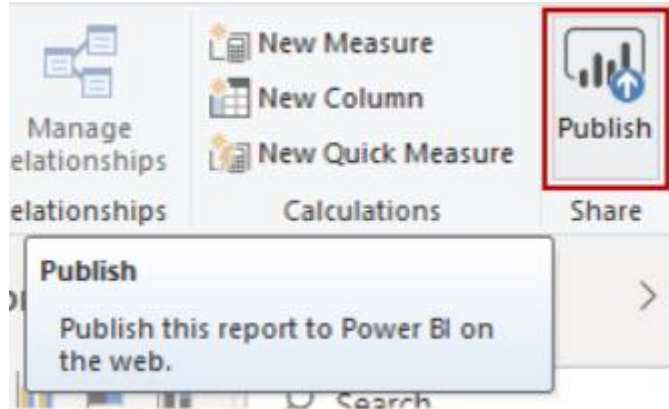 New Measure
New Column
New Quick Measure
Manage
elationships
Publish
elationships
Calculations
Share
Publish
Publish this report to Power BI on
the web.
Search